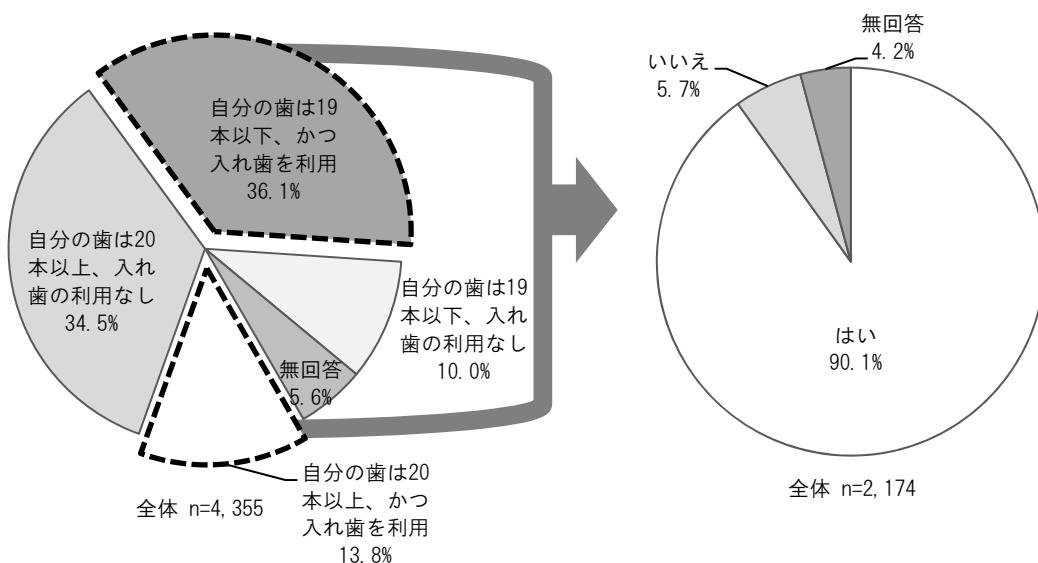 自分の歯は19
本以下、かつ
入れ歯を利用
36.1%
自分の歯は20
本以上、入れ
歯の利用なし
34.5%
自分の歯は19
本以下、入れ
歯の利用なし
10.0%
無回答
5.6%
自分の歯は20
本以上、かつ
入れ歯を利用
13.8%
全体 n=4,355
無回答
4.2%
いいえ
5.7%
はい
90.1%
全体 n=2,174